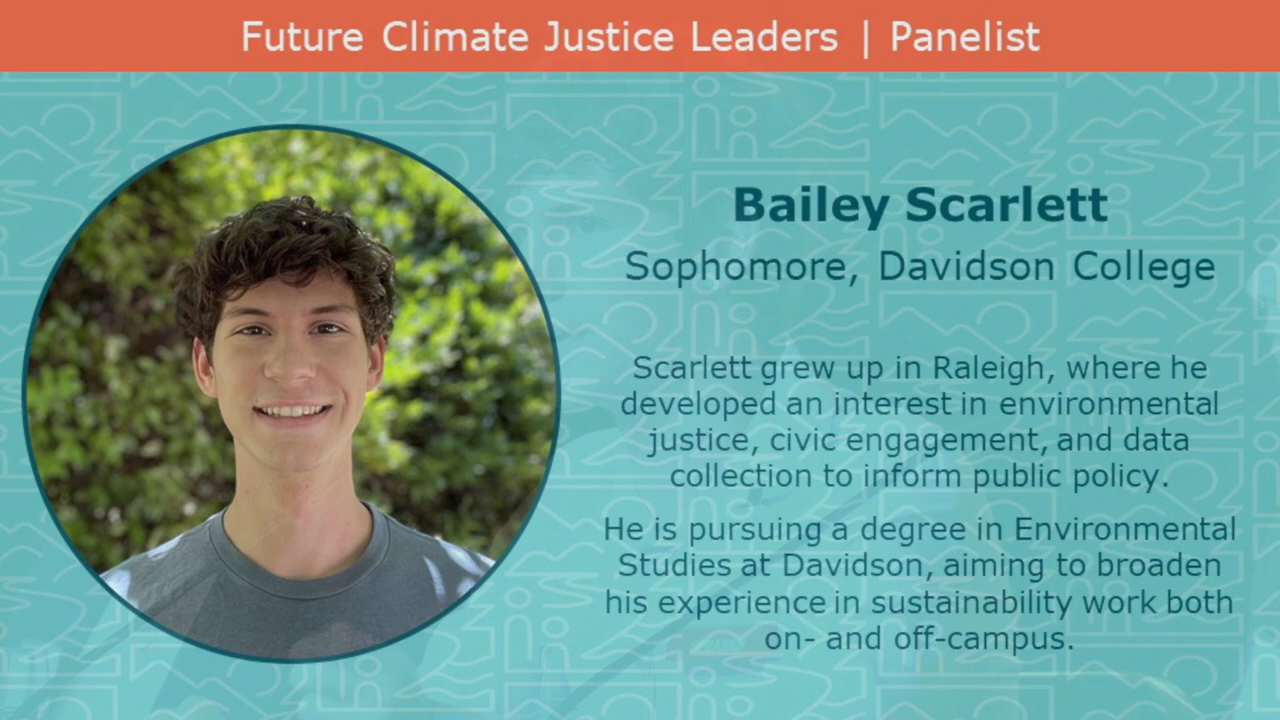 Future Climate Justice Leaders | Panelist
Bailey Scarlett
Sophomore, Davidson College
Scarlett grew up in Raleigh, where he
developed an interest in environmental
justice, civic engagement, and data
collection to inform public policy.
He is pursuing a degree in Environmental
Studies at Davidson, aiming to broaden
his experience in sustainability work both
on- and off-campus.